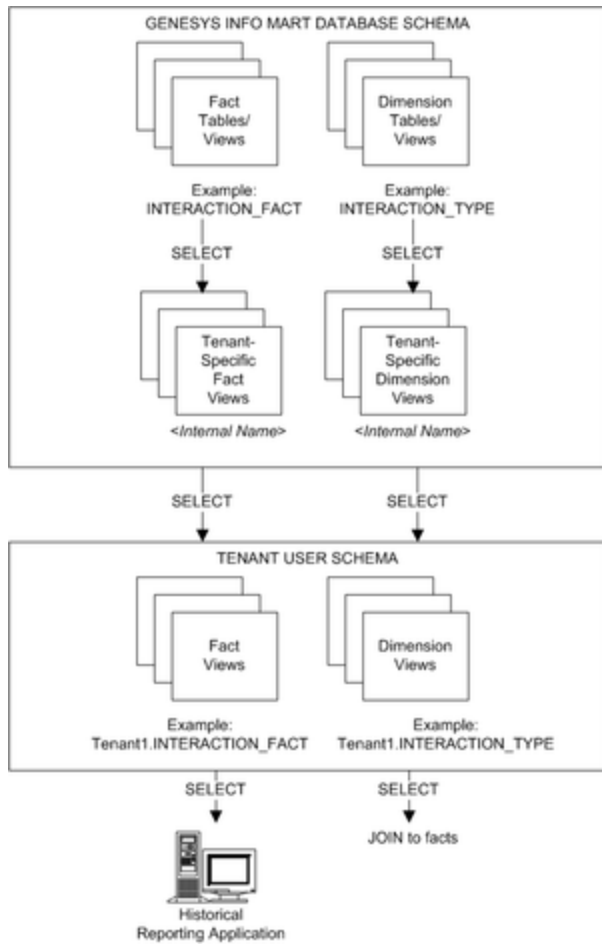 GENESYS INFO MART DATABASE SCHEMA
Fact
Tables/
Views
Dimension
Tables/
Views
Example:
INTERACTION_FACT
Example:
INTERACTION_TYPE
SELECT
SELECT
Tenant-
Specific
Fact
Views
Tenant-
Specific
Dimension
Views
<Internal Name>
<Internal Name>
SELECT
SELECT
TENANT USER SCHEMA
Fact
Views
Dimension
Views
Example:
Tenant1.INTERACTION_FACT
Example:
Tenant1.INTERACTION_TYPE
SELECT
SELECT
JOIN to facts
Historical
Reporting Application